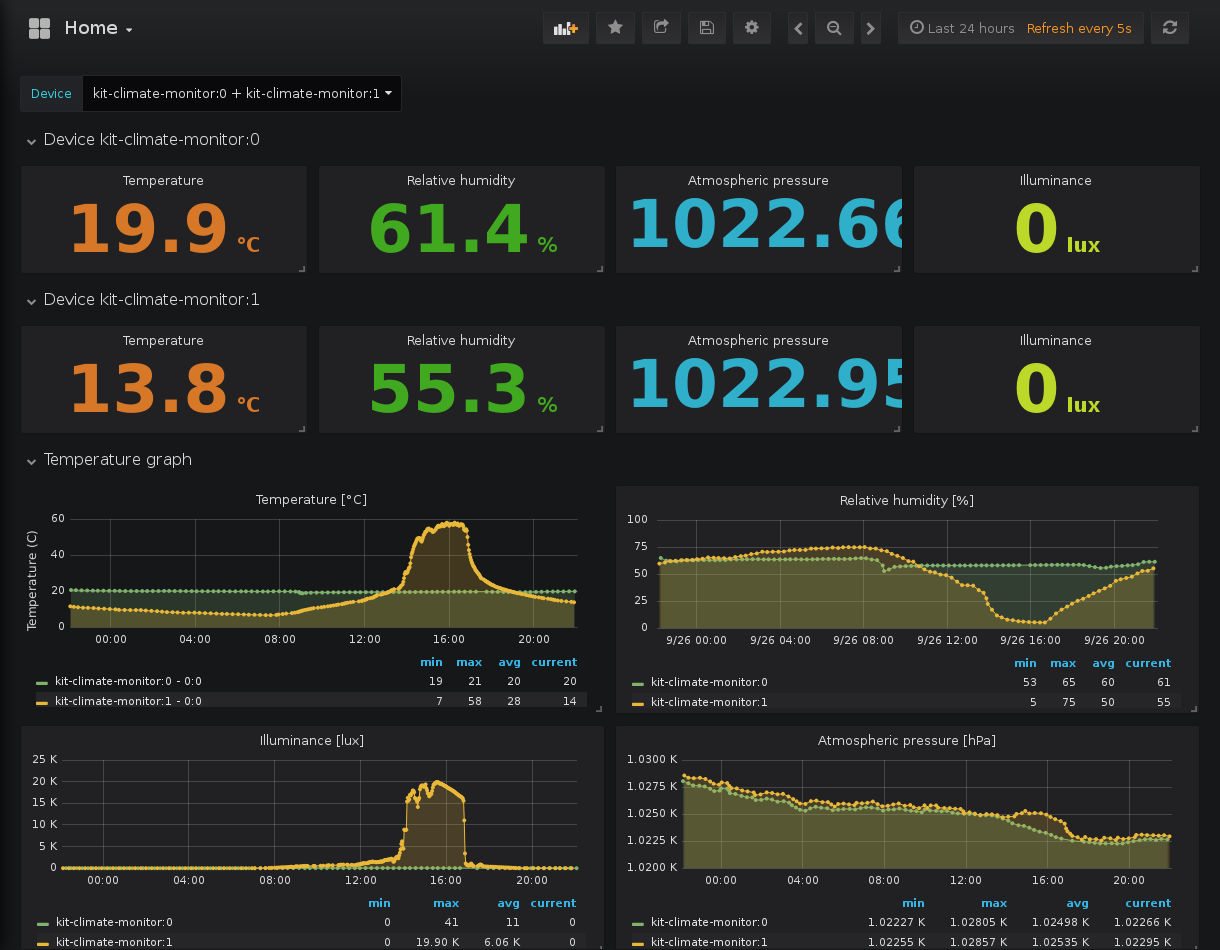 Home
Last 24 hours Refresh every 5s
Device kit-climate-monitor:0 + kit-climate-monitor:1
Device kit-climate-monitor:0
Temperature Relative humidity Atmospheric pressure Illuminance
19.9 °C 61.4 % 1022.66 0 lux
Device kit-climate-monitor:1
Temperature Relative humidity Atmospheric pressure Illuminance
13.8 °C 55.3 % 1022.95 0 lux
Temperature graph
Temperature [°C]
Temperature (C)
60
40
20
0
00:00 04:00 08:00 12:00 16:00 20:00
min max avg current
kit-climate-monitor:0 - 0:0 19 21 20 20
kit-climate-monitor:1 - 0:0 7 58 28 14
Relative humidity [%]
100
75
50
25
0
9/26 00:00 9/26 04:00 9/26 08:00 9/26 12:00 9/26 16:00 9/26 20:00
min max avg current
kit-climate-monitor:0 53 65 60 61
kit-climate-monitor:1 5 75 50 55
Illuminance [lux]
25 K
20 K
15 K
10 K
5 K
0
00:00 04:00 08:00 12:00 16:00 20:00
min max avg current
kit-climate-monitor:0 0 41 11 0
kit-climate-monitor:1 0 19.90 K 6.06 K 0
Atmospheric pressure [hPa]
1.0300 K
1.0275 K
1.0250 K
1.0225 K
1.0200 K
00:00 04:00 08:00 12:00 16:00 20:00
min max avg current
kit-climate-monitor:0 1.02227 K 1.02805 K 1.02498 K 1.02266 K
kit-climate-monitor:1 1.02255 K 1.02857 K 1.02535 K 1.02295 K